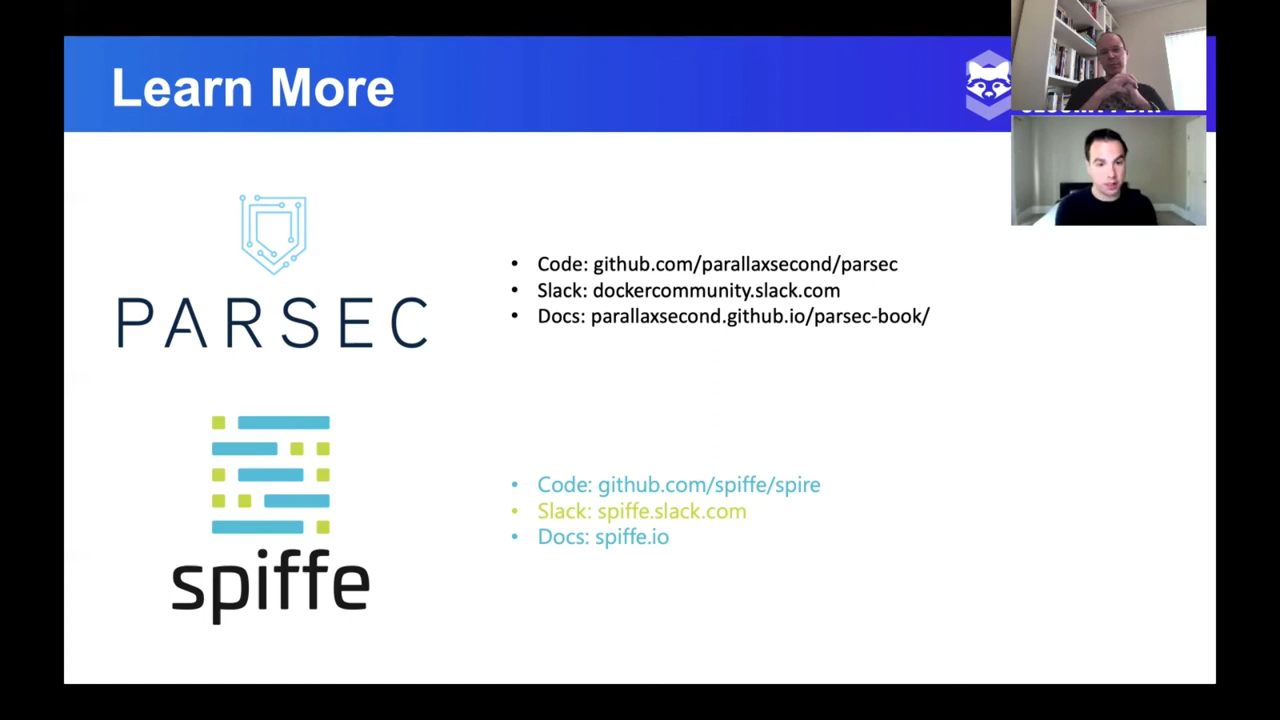 Learn More
PARSEC
• Code: github.com/parallaxsecond/parsec
• Slack: dockercommunity.slack.com
• Docs: parallaxsecond.github.io/parsec-book/
spiffe
• Code: github.com/spiffe/spire
• Slack: spiffe.slack.com
• Docs: spiffe.io